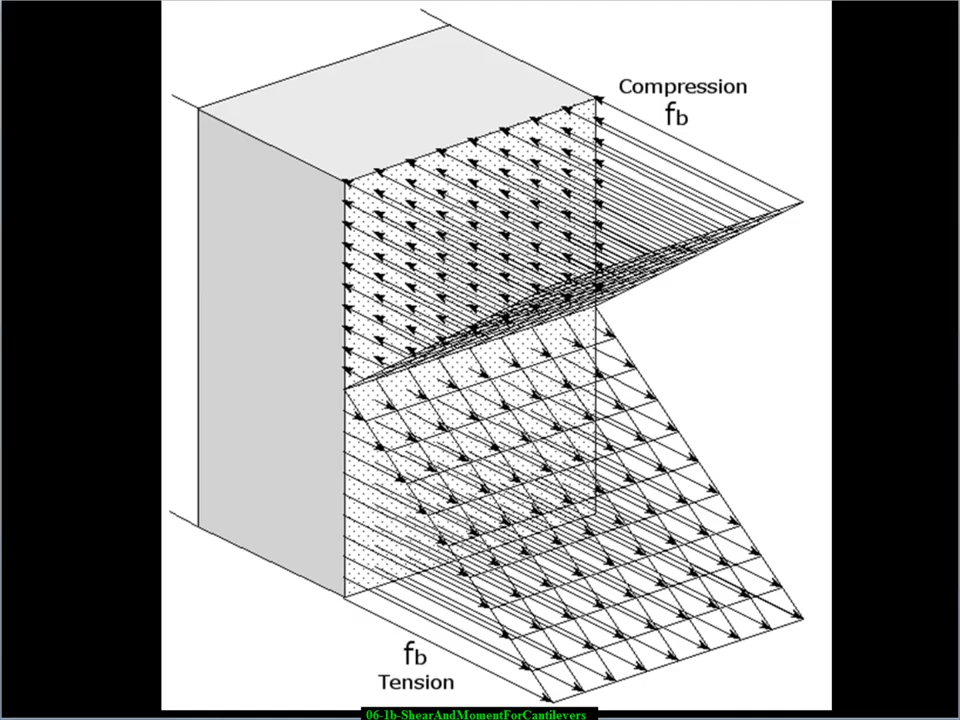 Compression
fb
fb
Tension
06-1b-ShearAndMomentForCantilevers